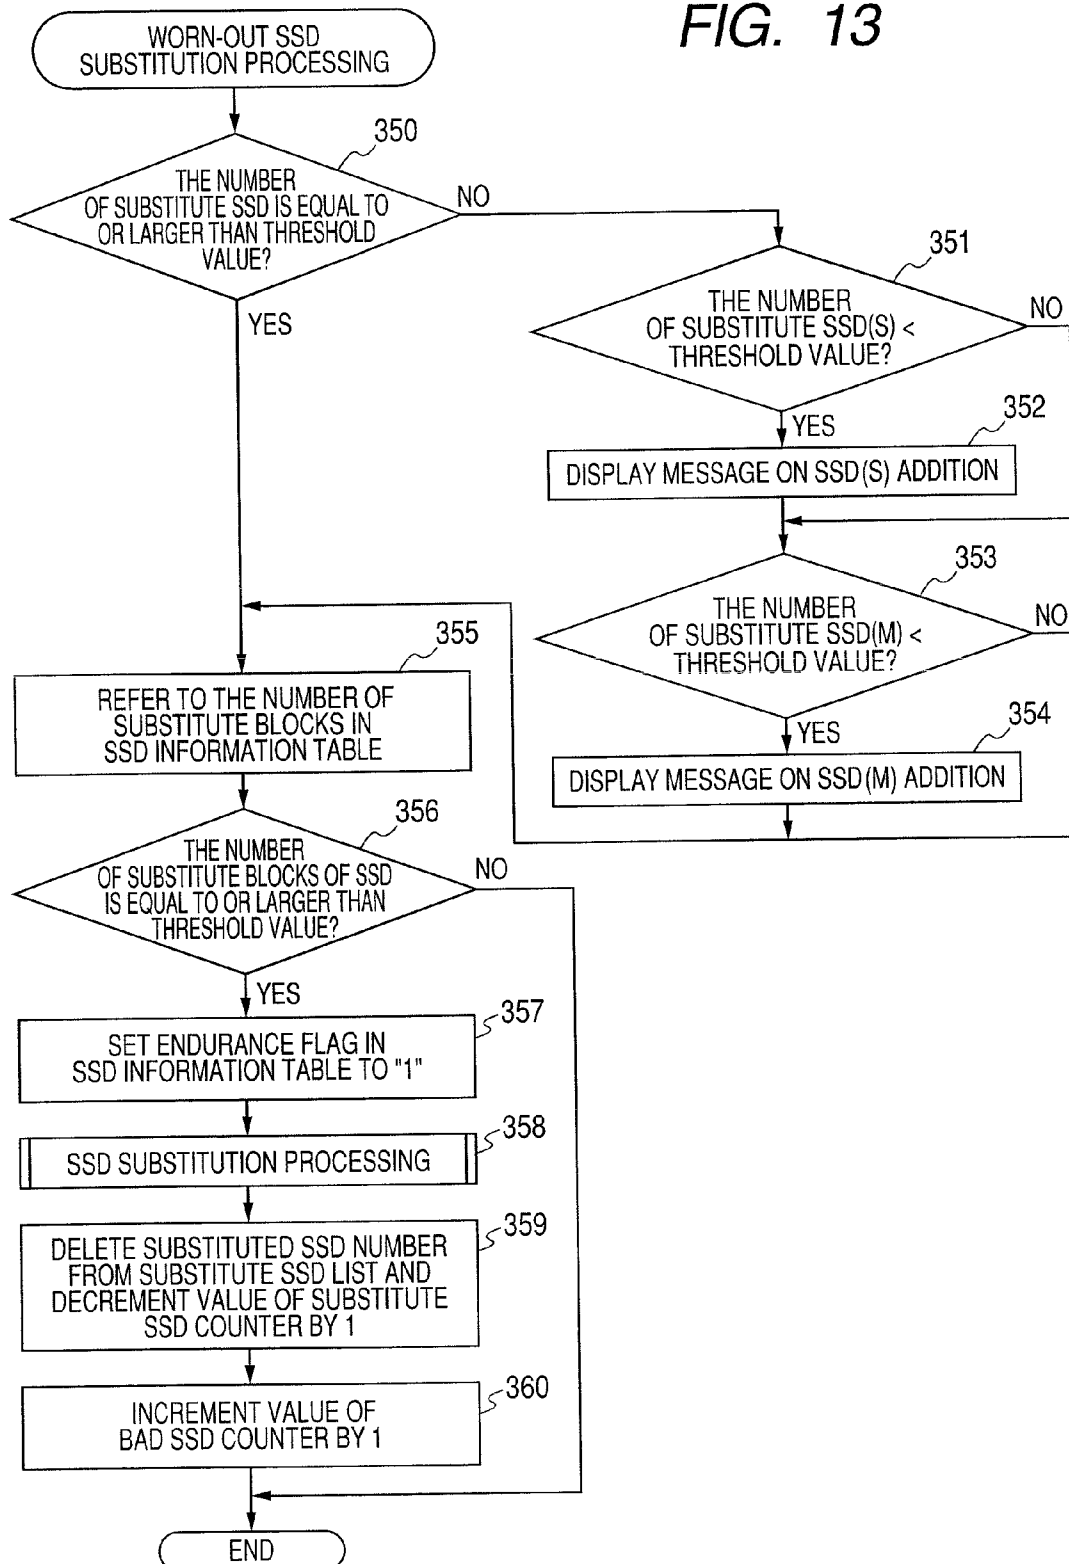 FIG. 13
WORN-OUT SSD
SUBSTITUTION PROCESSING
350
THE NUMBER
OF SUBSTITUTE SSD IS EQUAL TO
OR LARGER THAN THRESHOLD
VALUE?
NO
YES
351
THE NUMBER
OF SUBSTITUTE SSD(S) <
THRESHOLD VALUE?
NO
YES
352
DISPLAY MESSAGE ON SSD(S) ADDITION
353
THE NUMBER
OF SUBSTITUTE SSD(M) <
THRESHOLD VALUE?
NO
YES
354
DISPLAY MESSAGE ON SSD(M) ADDITION
355
REFER TO THE NUMBER OF
SUBSTITUTE BLOCKS IN
SSD INFORMATION TABLE
356
THE NUMBER
OF SUBSTITUTE BLOCKS OF SSD
IS EQUAL TO OR LARGER THAN
THRESHOLD VALUE?
NO
YES
357
SET ENDURANCE FLAG IN
SSD INFORMATION TABLE TO "1"
358
SSD SUBSTITUTION PROCESSING
359
DELETE SUBSTITUTED SSD NUMBER
FROM SUBSTITUTE SSD LIST AND
DECREMENT VALUE OF SUBSTITUTE
SSD COUNTER BY 1
360
INCREMENT VALUE OF
BAD SSD COUNTER BY 1
END